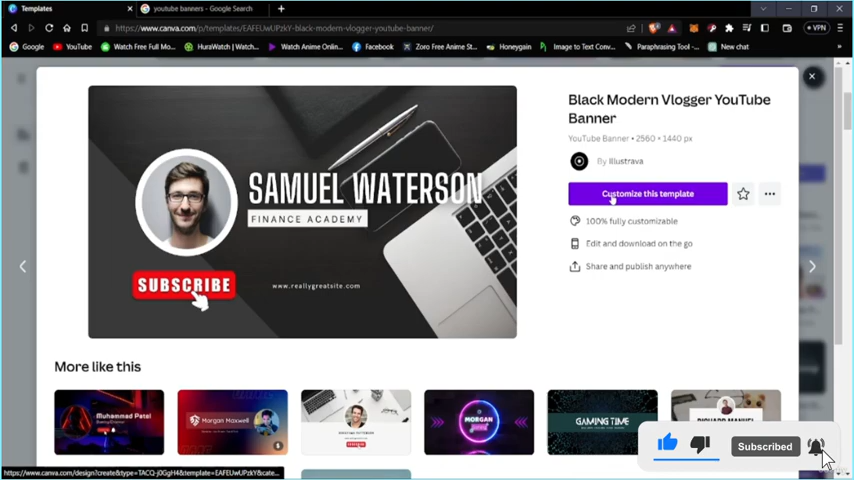 Templates
youtube banners - Google Search
https://www.canva.com/p/templates/EAFEUwUPzkY-black-modern-vlogger-youtube-banner/
VPN
Google
YouTube
Watch Free Full Mo...
HuraWatch | Watch...
Watch Anime Onlin...
Facebook
Zoro Free Anime St...
Honeygain
Image to Text Conv...
Paraphrasing Tool -...
New chat
Black Modern Vlogger YouTube
Banner
YouTube Banner • 2560 × 1440 px
By Illustrava
Customize this template
100% fully customizable
Edit and download on the go
Share and publish anywhere
SAMUEL WATERSON
FINANCE ACADEMY
SUBSCRIBE
www.reallygreatsite.com
More like this
Muhammad Patel
Morgan Maxwell
MORGAN
GAMING TIME
RICHARD MANUEL
Subscribed
https://www.canva.com/design?create&type=TACQ-j0GgH4&template=EAFEUwUPzkY&cate...